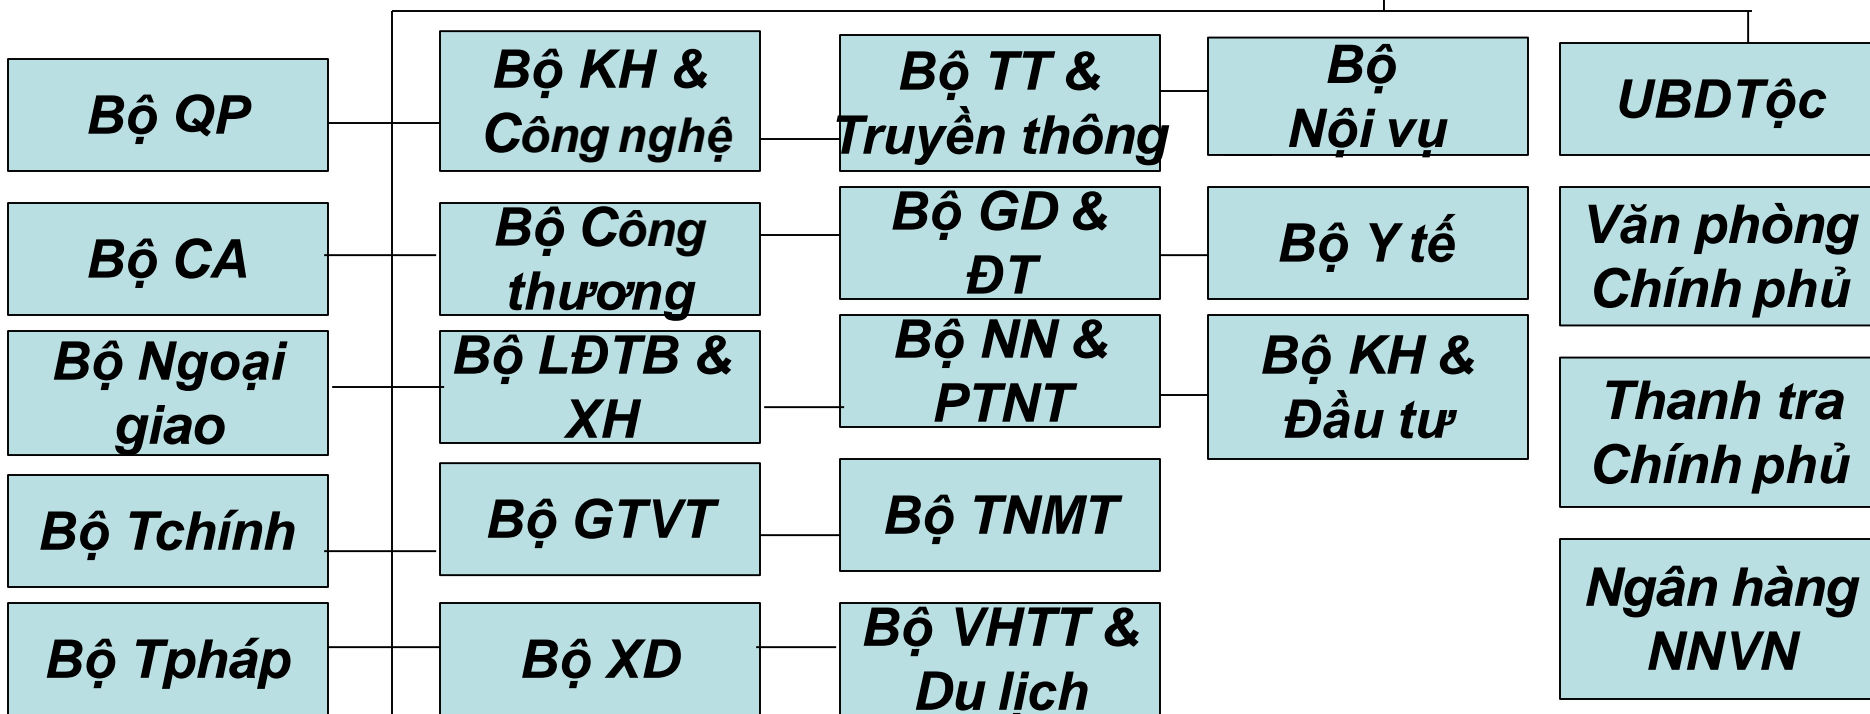 Bộ QP
Bộ KH &
Công nghệ
Bộ TT &
Truyền thông
Bộ
Nội vụ
UBDTộc
Bộ CA
Bộ Công
thương
Bộ GD &
ĐT
Bộ Y tế
Văn phòng
Chính phủ
Bộ Ngoại
giao
Bộ LĐTB &
XH
Bộ NN &
PTNT
Bộ KH &
Đầu tư
Thanh tra
Chính phủ
Bộ Tchính
Bộ GTVT
Bộ TNMT
Ngân hàng
NNVN
Bộ Tpháp
Bộ XD
Bộ VHTT &
Du lịch